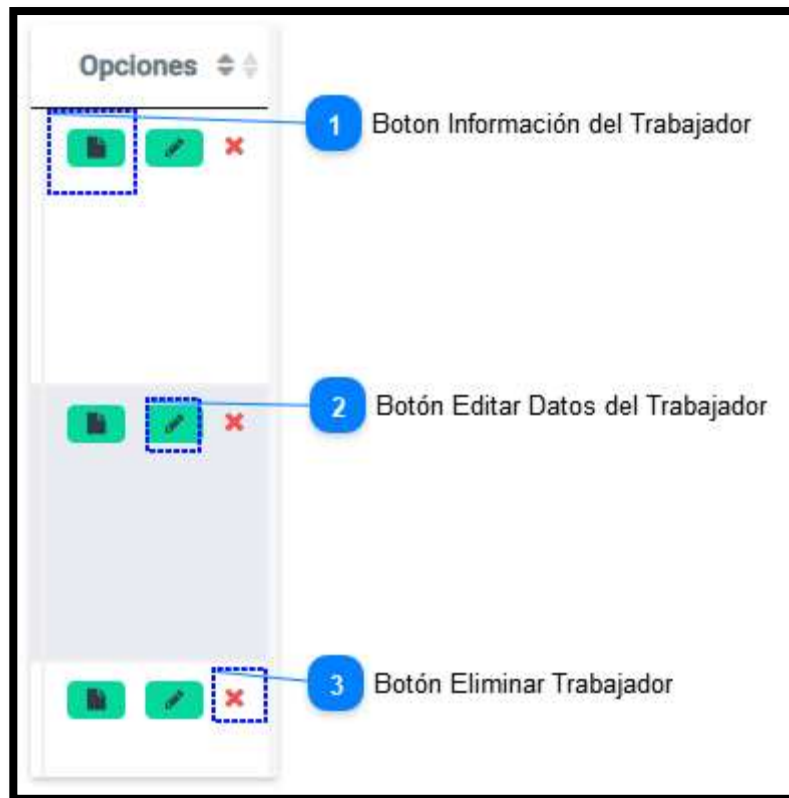 Opciones
1 Boton Información del Trabajador
2 Botón Editar Datos del Trabajador
3 Botón Eliminar Trabajador